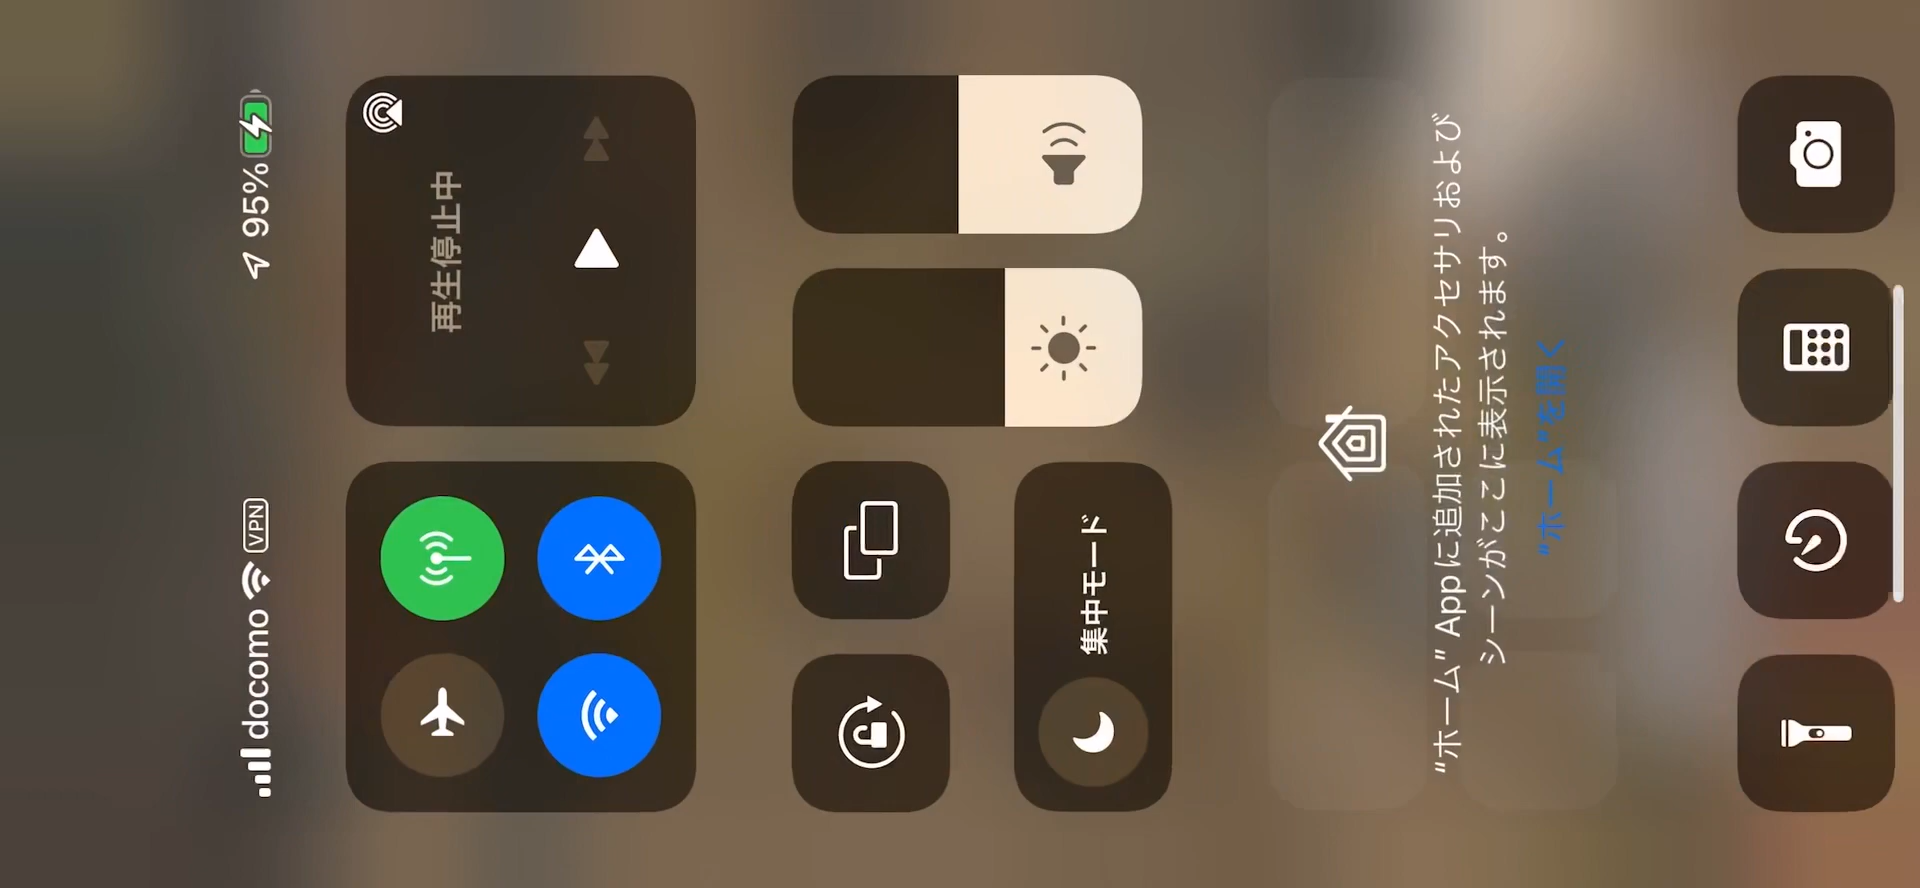 docomo VPN 95%
再生停止中
集中モード
"ホーム" Appに追加されたアクセサリおよび
シーンがここに表示されます。
"ホーム"を開く